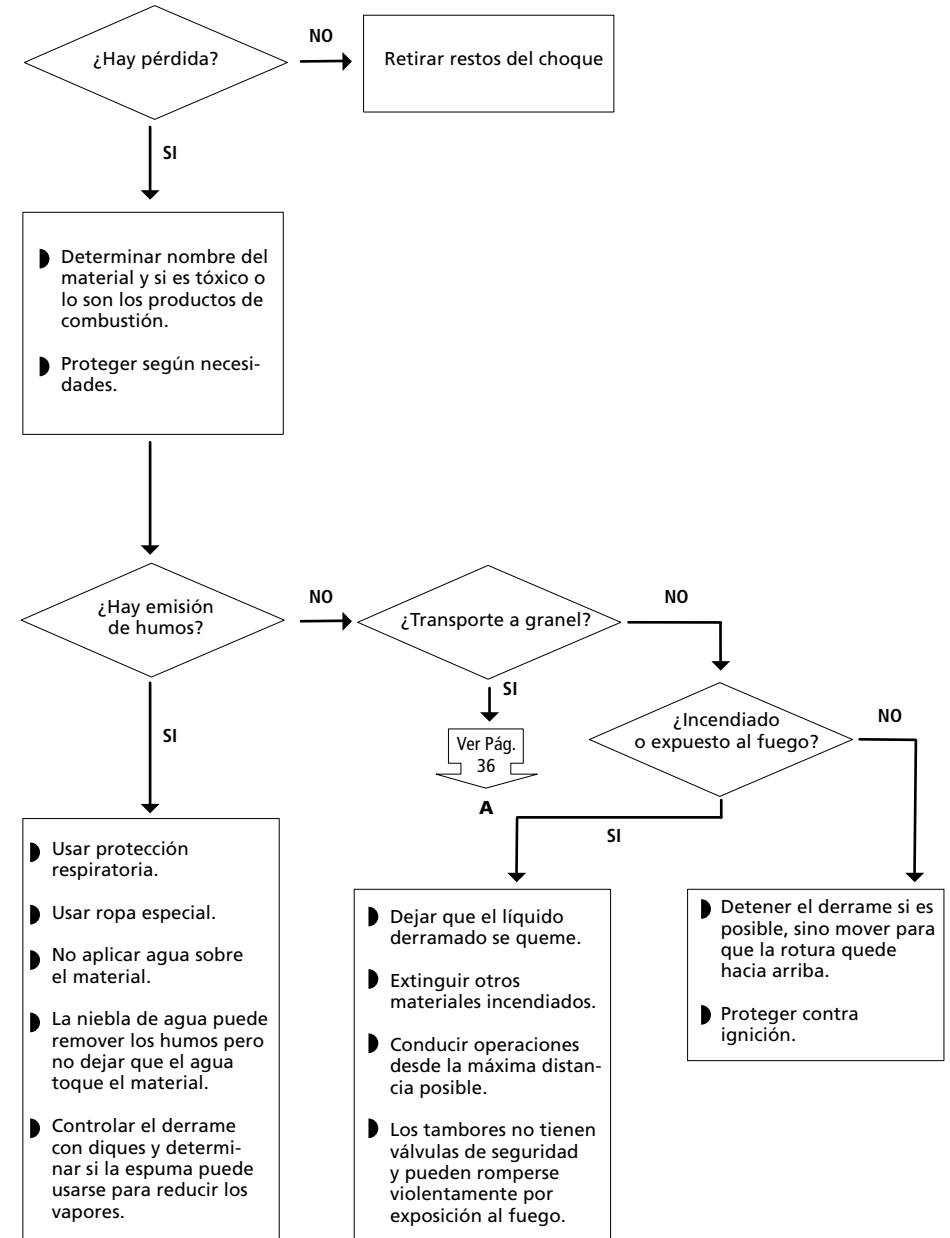 ¿Hay pérdida?
NO
Retirar restos del choque
SI
Determinar nombre del
material y si es tóxico o
lo son los productos de
combustión.
Proteger según necesi-
dades.
¿Hay emisión
de humos?
NO
¿Transporte a granel?
NO
SI
Ver Pág.
36
A
¿Incendiado
o expuesto al fuego?
NO
SI
SI
Usar protección
respiratoria.
Usar ropa especial.
No aplicar agua sobre
el material.
La niebla de agua puede
remover los humos pero
no dejar que el agua
toque el material.
Controlar el derrame
con diques y determi-
nar si la espuma puede
usarse para reducir los
vapores.
Dejar que el líquido
derramado se queme.
Extinguir otros
materiales incendiados.
Conducir operaciones
desde la máxima distan-
cia posible.
Los tambores no tienen
válvulas de seguridad
y pueden romperse
violentamente por
exposición al fuego.
Detener el derrame si es
posible, sino mover para
que la rotura quede
hacia arriba.
Proteger contra
ignición.